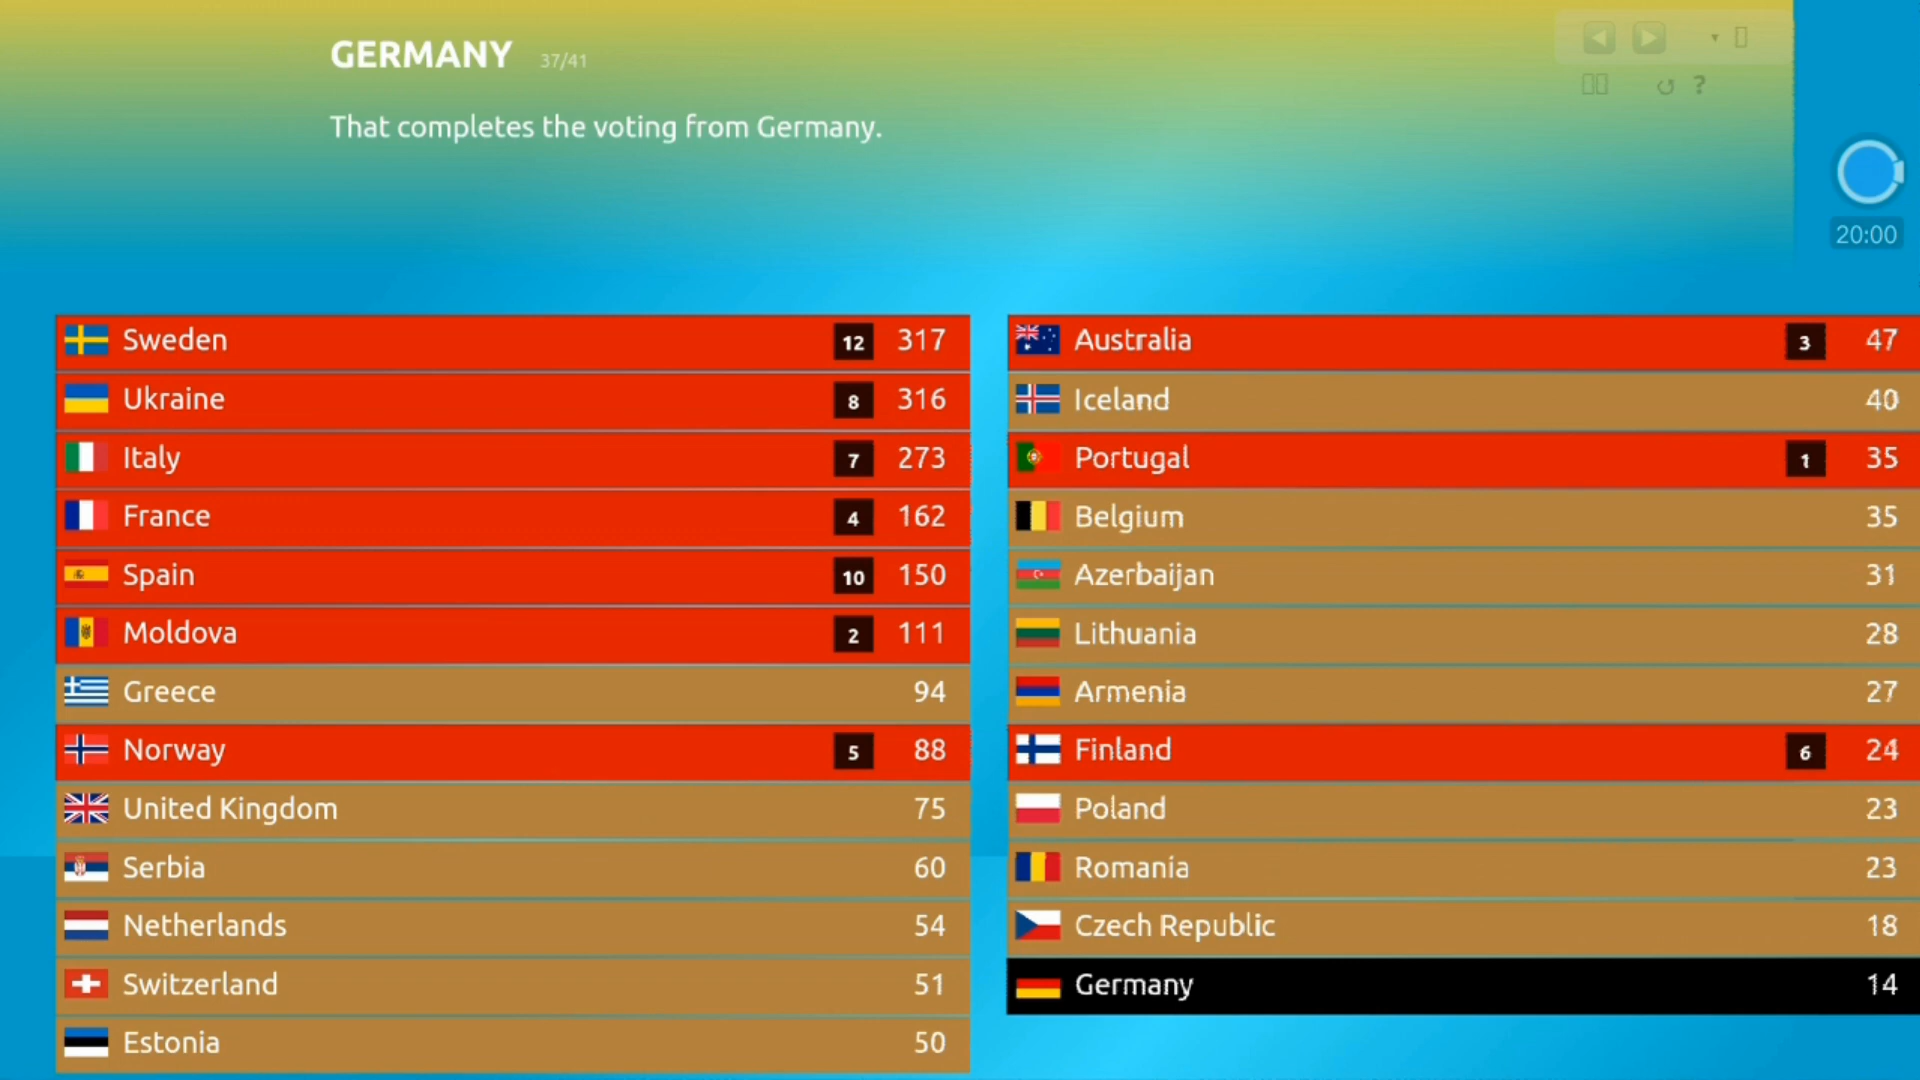 GERMANY 37/41
? 
That completes the voting from Germany.
20:00
Sweden 12 317
Ukraine 8 316
Italy 7 273
France 4 162
Spain 10 150
Moldova 2 111
Greece 94
Norway 5 88
United Kingdom 75
Serbia 60
Netherlands 54
Switzerland 51
Estonia 50
Australia 3 47
Iceland 40
Portugal 1 35
Belgium 35
Azerbaijan 31
Lithuania 28
Armenia 27
Finland 6 24
Poland 23
Romania 23
Czech Republic 18
Germany 14